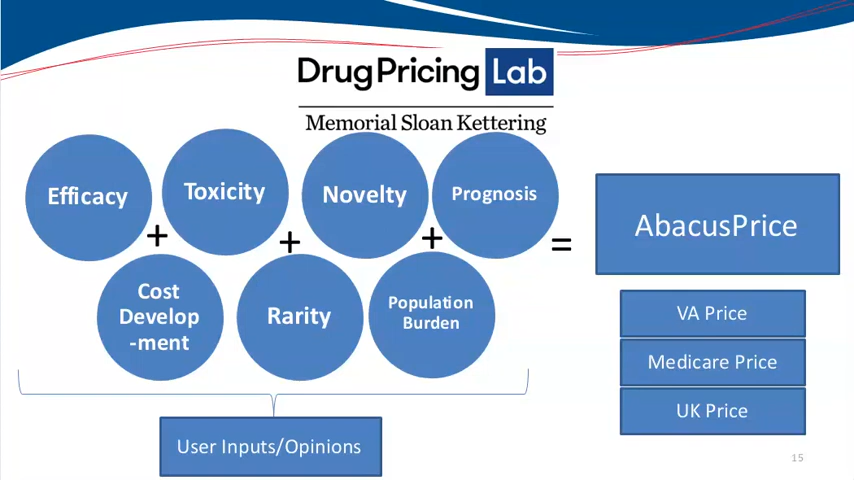 DrugPricing Lab
Memorial Sloan Kettering
Efficacy
Toxicity
Novelty
Prognosis
+
+
+
=
AbacusPrice
Cost
Develop
-ment
Rarity
Population
Burden
VA Price
Medicare Price
UK Price
User Inputs/Opinions
15